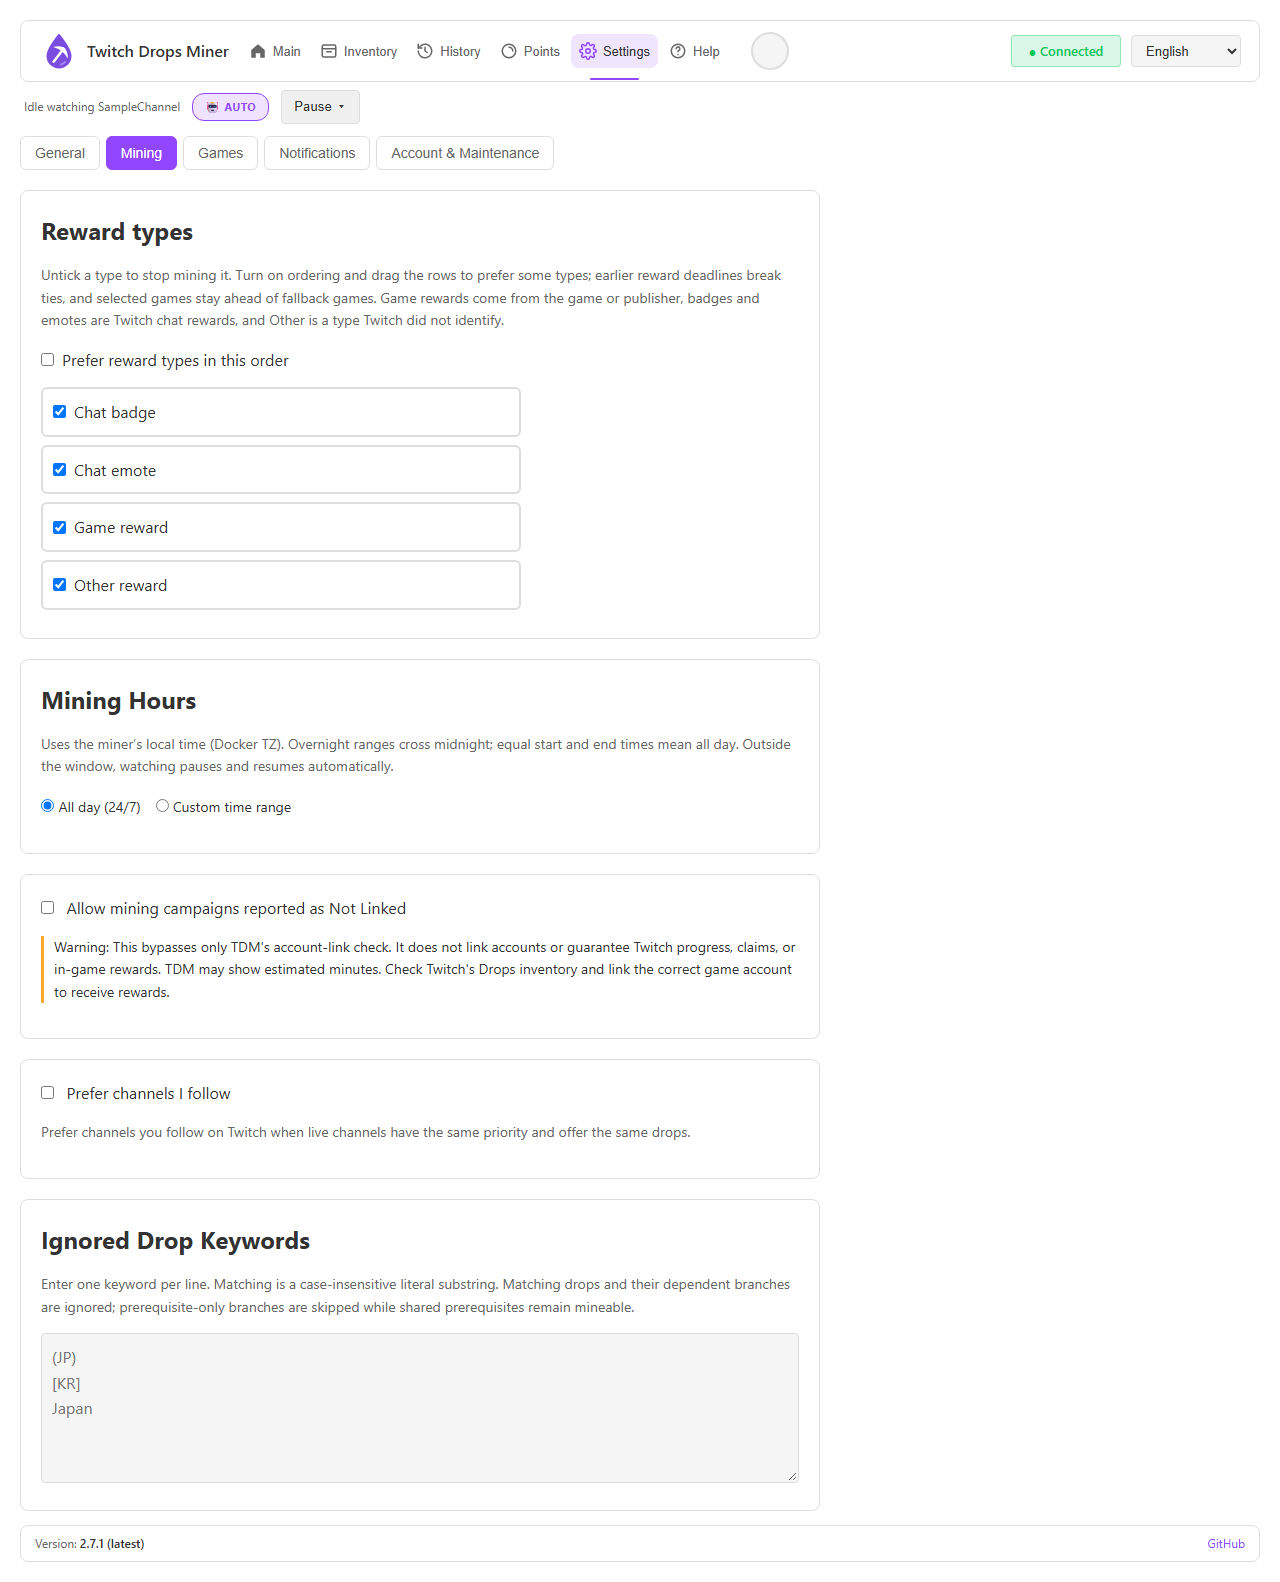 Twitch Drops Miner
Main
Inventory
History
Points
Settings
Help
● Connected
English
Idle watching SampleChannel
AUTO
Pause
General
Mining
Games
Notifications
Account & Maintenance
Reward types
Untick a type to stop mining it. Turn on ordering and drag the rows to prefer some types; earlier reward deadlines break
ties, and selected games stay ahead of fallback games. Game rewards come from the game or publisher, badges and
emotes are Twitch chat rewards, and Other is a type Twitch did not identify.
Prefer reward types in this order
Chat badge
Chat emote
Game reward
Other reward
Mining Hours
Uses the miner’s local time (Docker TZ). Overnight ranges cross midnight; equal start and end times mean all day. Outside
the window, watching pauses and resumes automatically.
All day (24/7)
Custom time range
Allow mining campaigns reported as Not Linked
Warning: This bypasses only TDM's account-link check. It does not link accounts or guarantee Twitch progress, claims, or
in-game rewards. TDM may show estimated minutes. Check Twitch's Drops inventory and link the correct game account
to receive rewards.
Prefer channels I follow
Prefer channels you follow on Twitch when live channels have the same priority and offer the same drops.
Ignored Drop Keywords
Enter one keyword per line. Matching is a case-insensitive literal substring. Matching drops and their dependent branches
are ignored; prerequisite-only branches are skipped while shared prerequisites remain mineable.
(JP)
[KR]
Japan
Version: 2.7.1 (latest)
GitHub